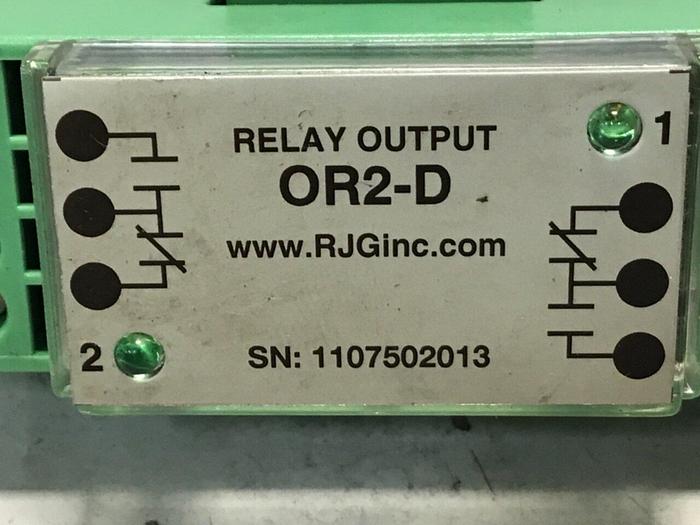 RELAY OUTPUT
1
OR2-D
www.RJGinc.com
2
SN: 1107502013